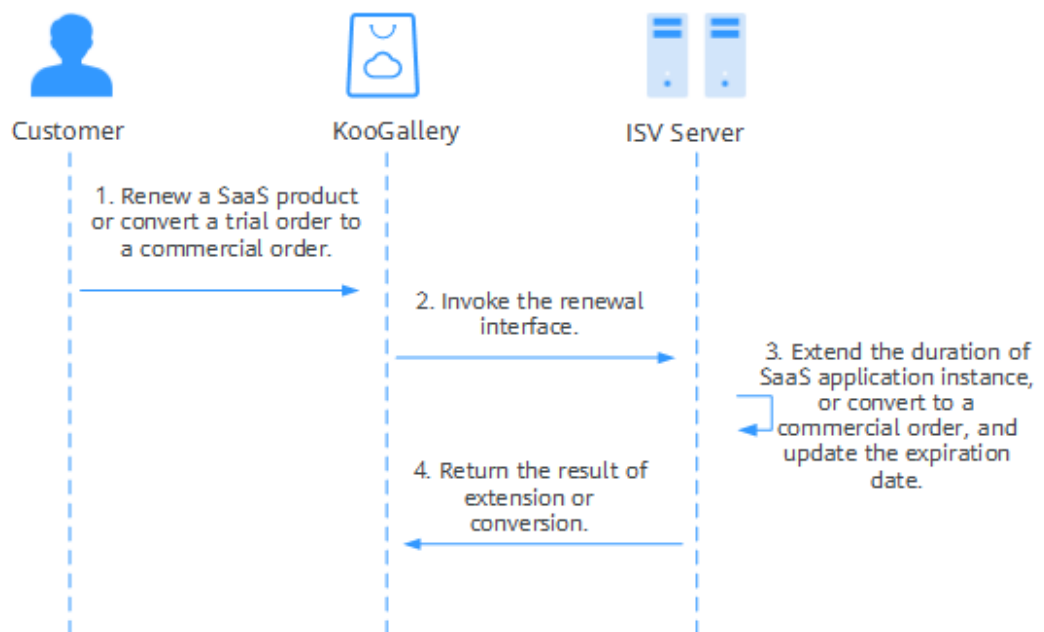 Customer
KooGallery
ISV Server
1. Renew a SaaS product
or convert a trial order to
a commercial order.
2. Invoke the renewal
interface.
3. Extend the duration of
SaaS application instance,
or convert to a
commercial order, and
update the expiration
date.
4. Return the result of
extension or
conversion.